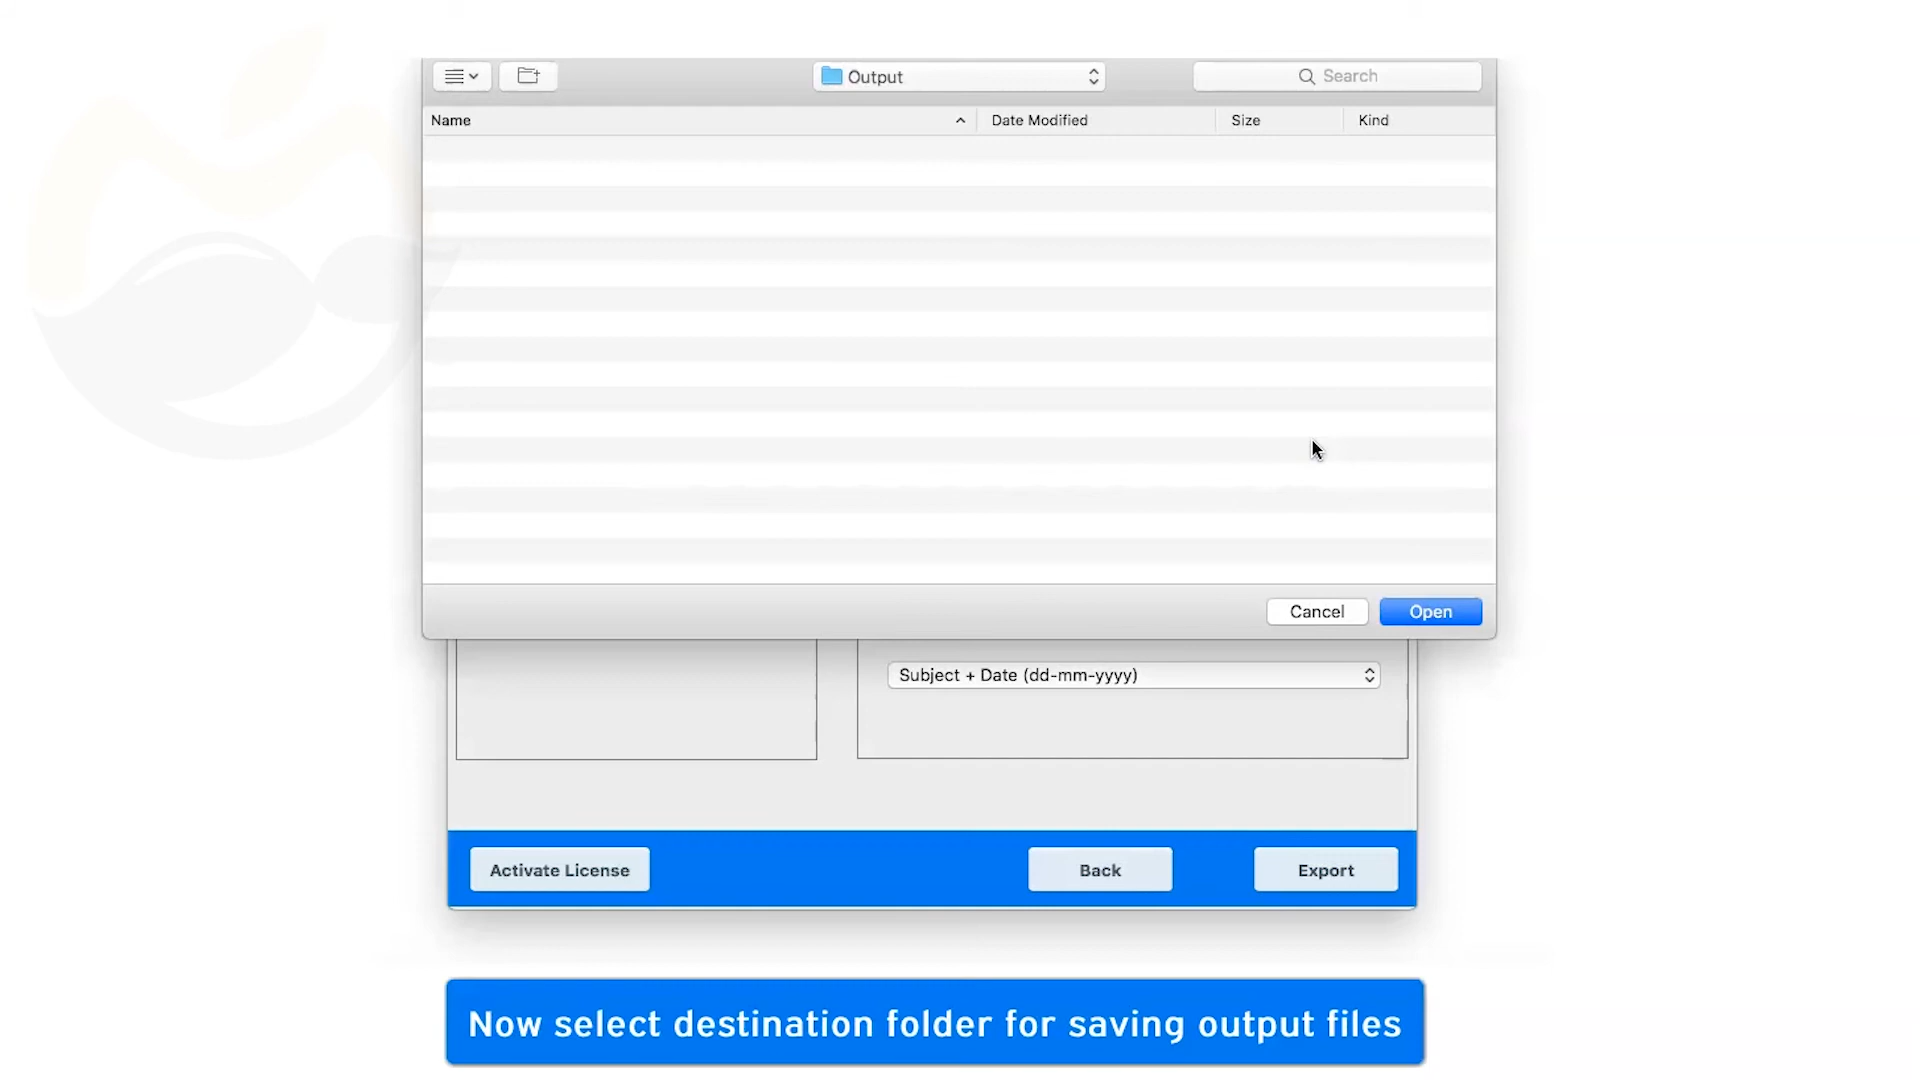 Output
Search
Name
Date Modified
Size
Kind
Cancel
Open
Subject + Date (dd-mm-yyyy)
Activate License
Back
Export
Now select destination folder for saving output files